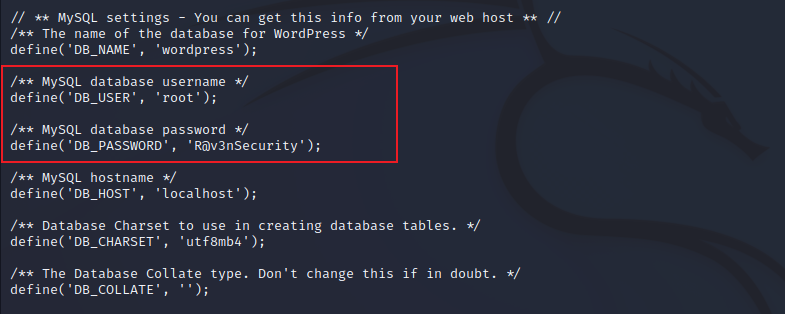 // ** MySQL settings - You can get this info from your web host ** //
/** The name of the database for WordPress */
define('DB_NAME', 'wordpress');
/** MySQL database username */
define('DB_USER', 'root');
/** MySQL database password */
define('DB_PASSWORD', 'R@v3nSecurity');
/** MySQL hostname */
define('DB_HOST', 'localhost');
/** Database Charset to use in creating database tables. */
define('DB_CHARSET', 'utf8mb4');
/** The Database Collate type. Don't change this if in doubt. */
define('DB_COLLATE', '');